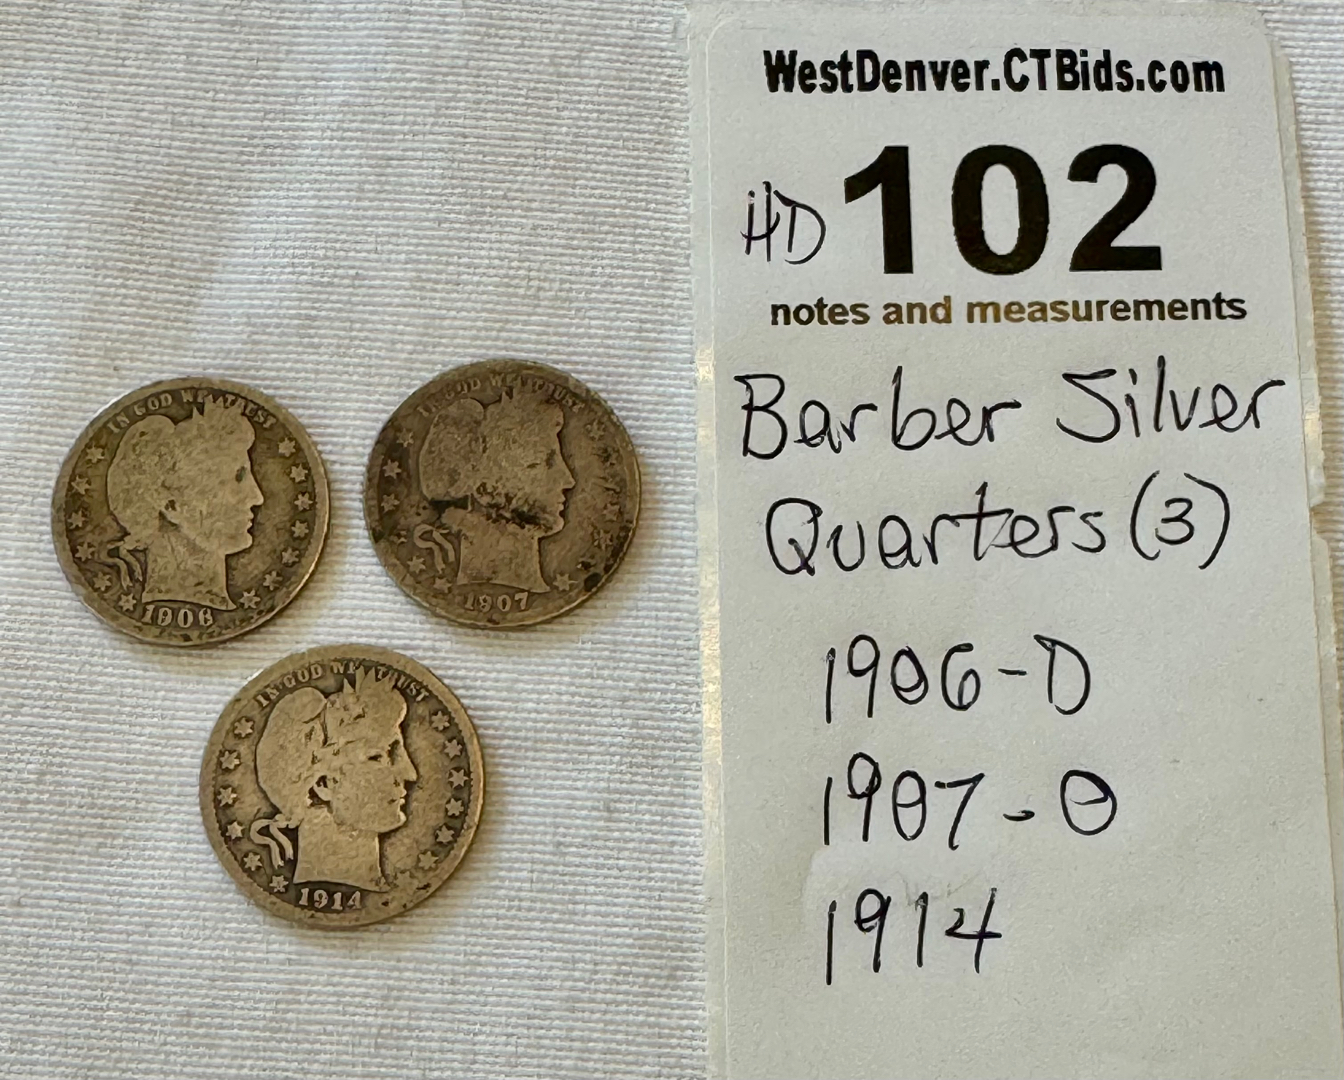 IN GOD WE TRUST
1906
IN GOD WE TRUST
1907
IN GOD WE TRUST
1914
WestDenver.CTBids.com
HD 102
notes and measurements
Barber Silver
Quarters (3)
1906-D
1907-O
1914